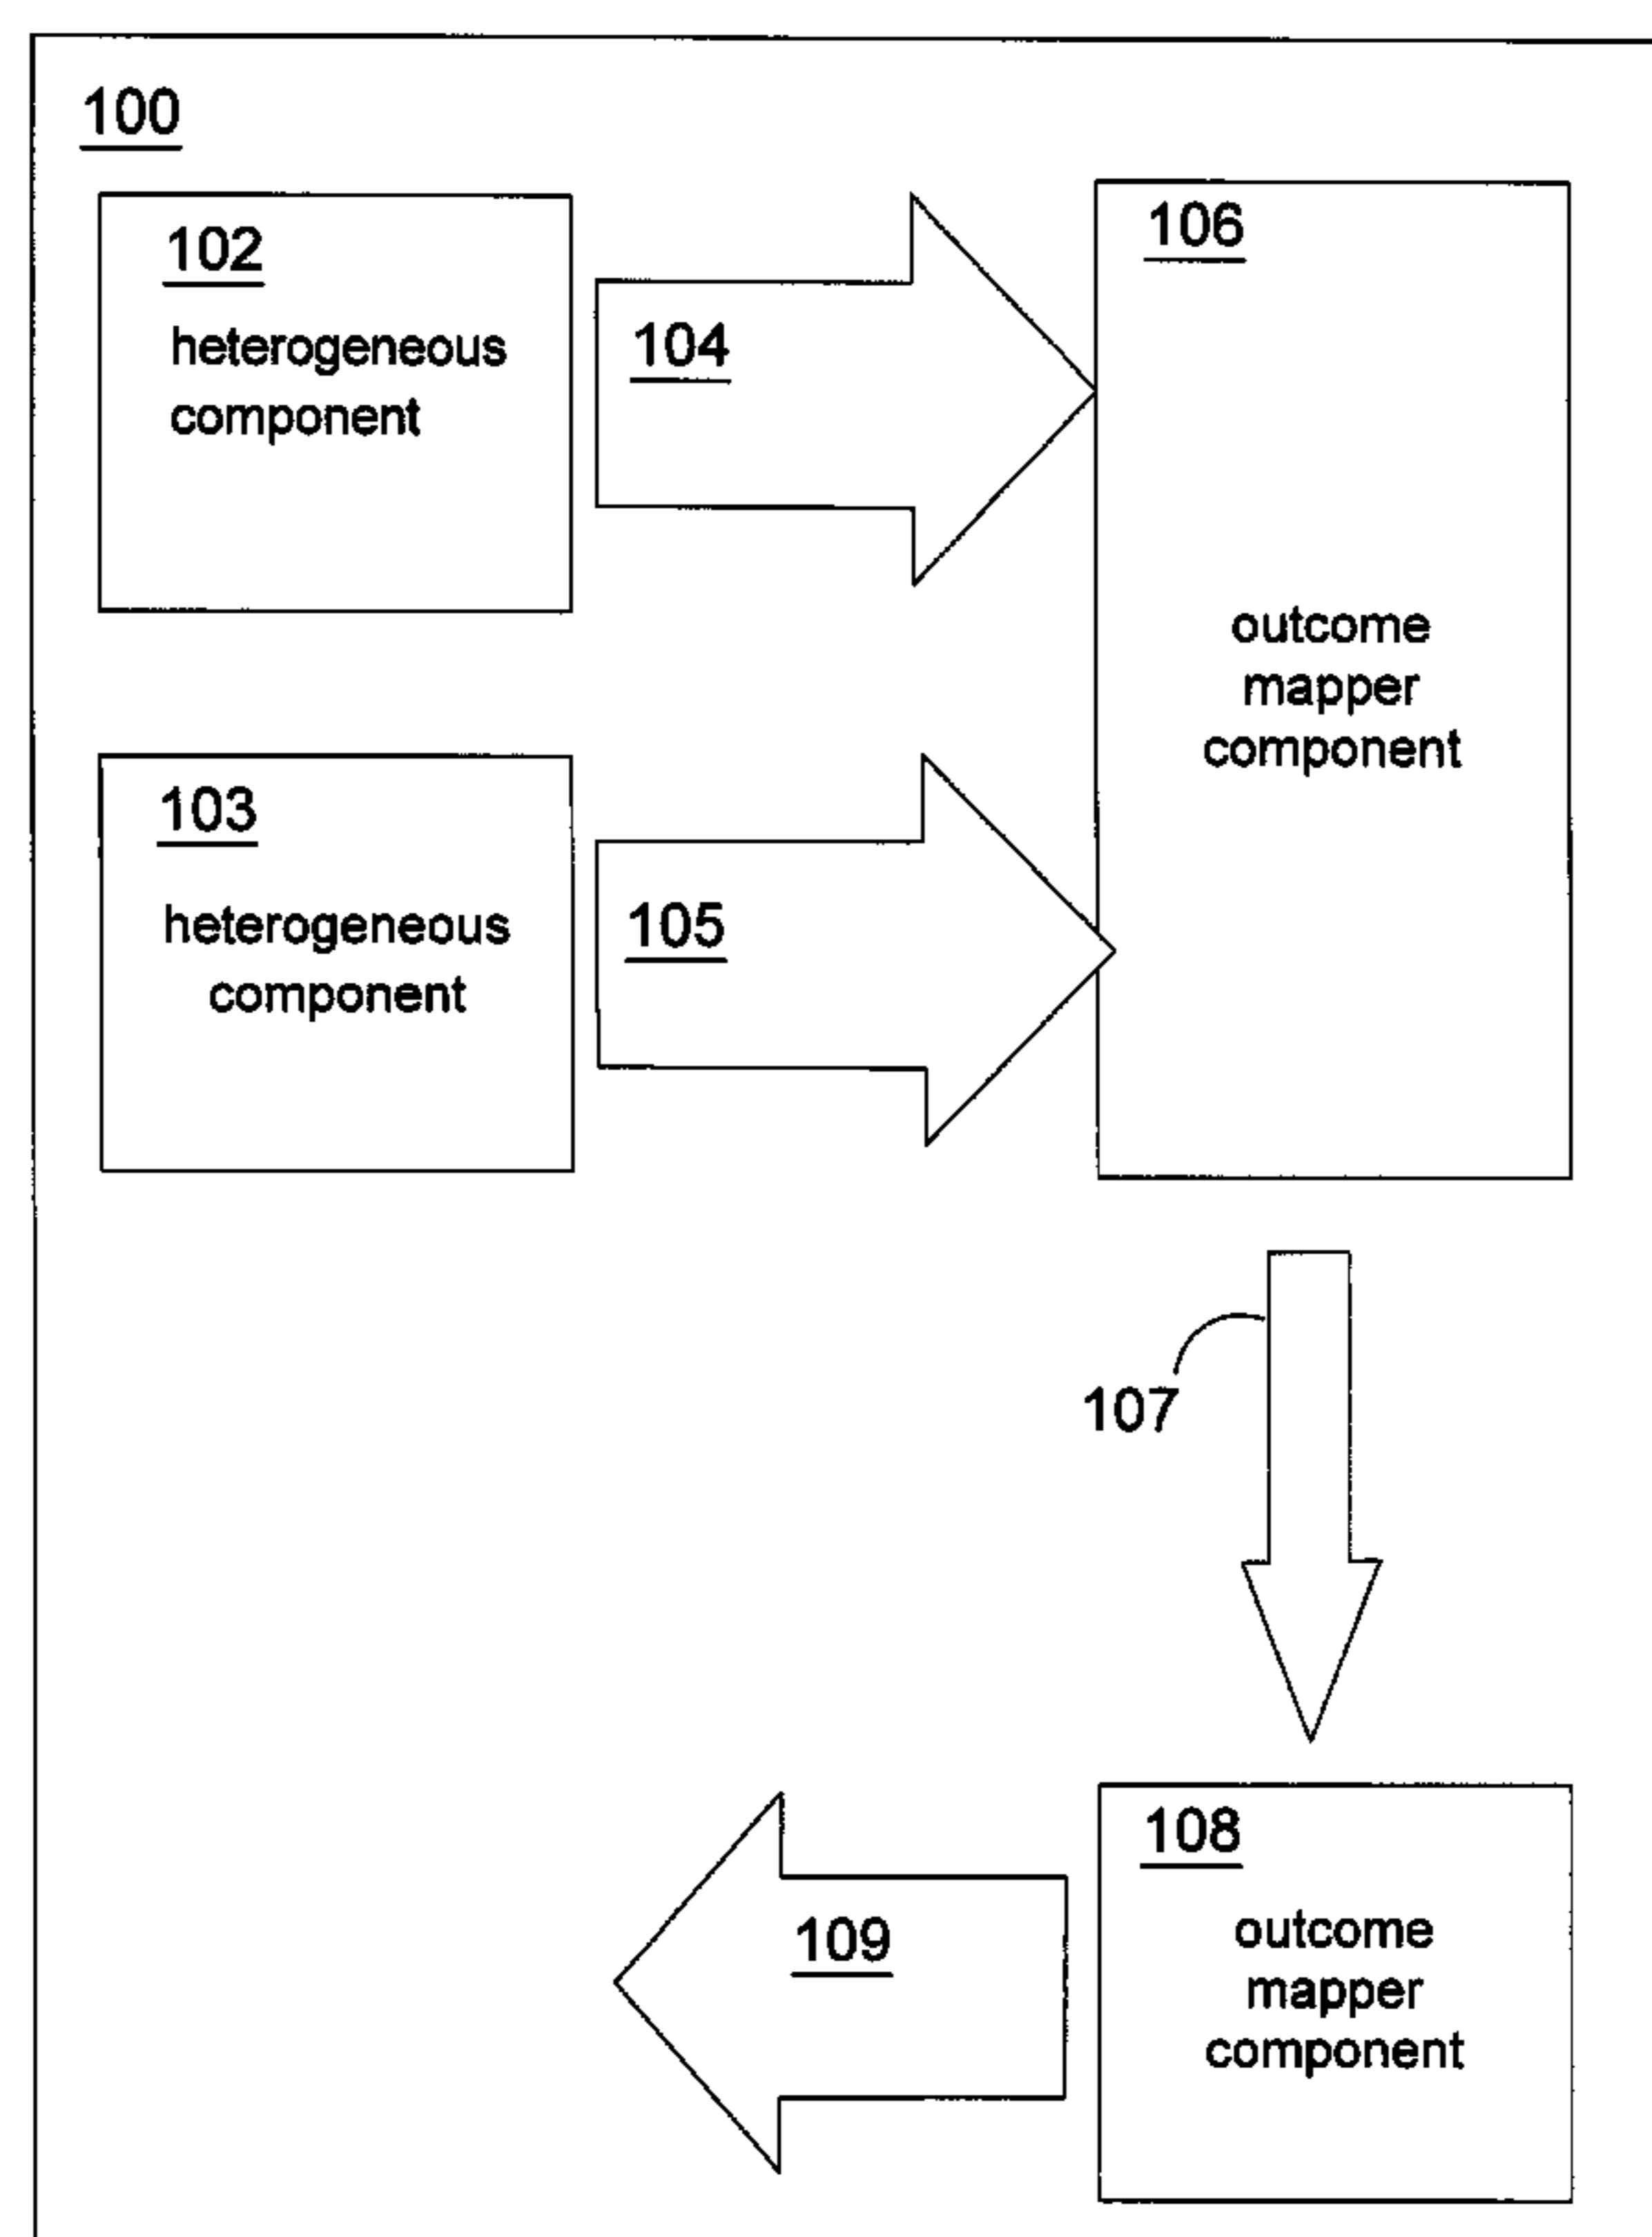 100
102
heterogeneous
component
104
106
outcome
mapper
component
103
heterogeneous
component
105
107
108
outcome
mapper
component
109